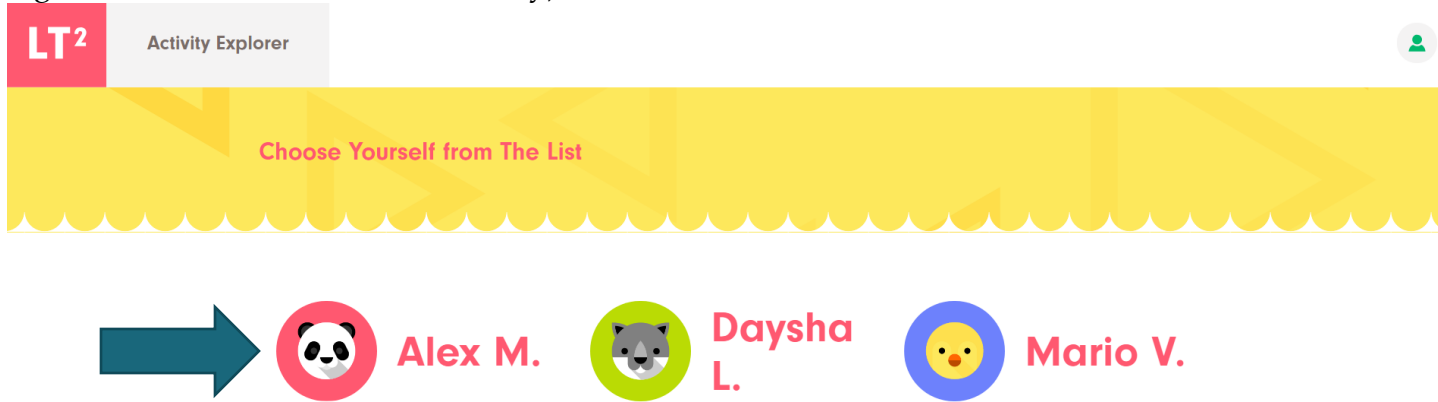 LT²
Activity Explorer
Choose Yourself from The List
Alex M.
Daysha
L.
Mario V.